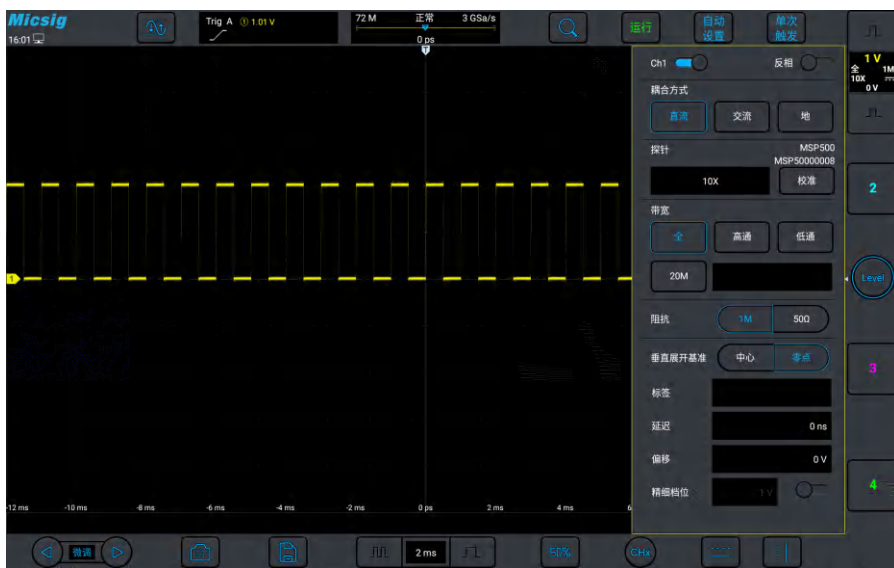 Micsig
16:01
Trig A ① 1.01 V
72 M 正常 3 GSa/s
0 ps
T
运行
自动
设置
单次
触发
1 V
全 1M
10X
0 V
Ch1
反相
耦合方式
直流 交流 地
探针 MSP500
MSP50000008
10X 校准
带宽
全 高通 低通
20M
阻抗 1M 50Ω
垂直展开基准 中心 零点
标签
延迟 0 ns
偏移 0 V
精细档位 1 V
2
Level
3
4
1
-12 ms -10 ms -8 ms -6 ms -4 ms -2 ms 0 ps 2 ms 4 ms 6
微调
2 ms
50%
CHx